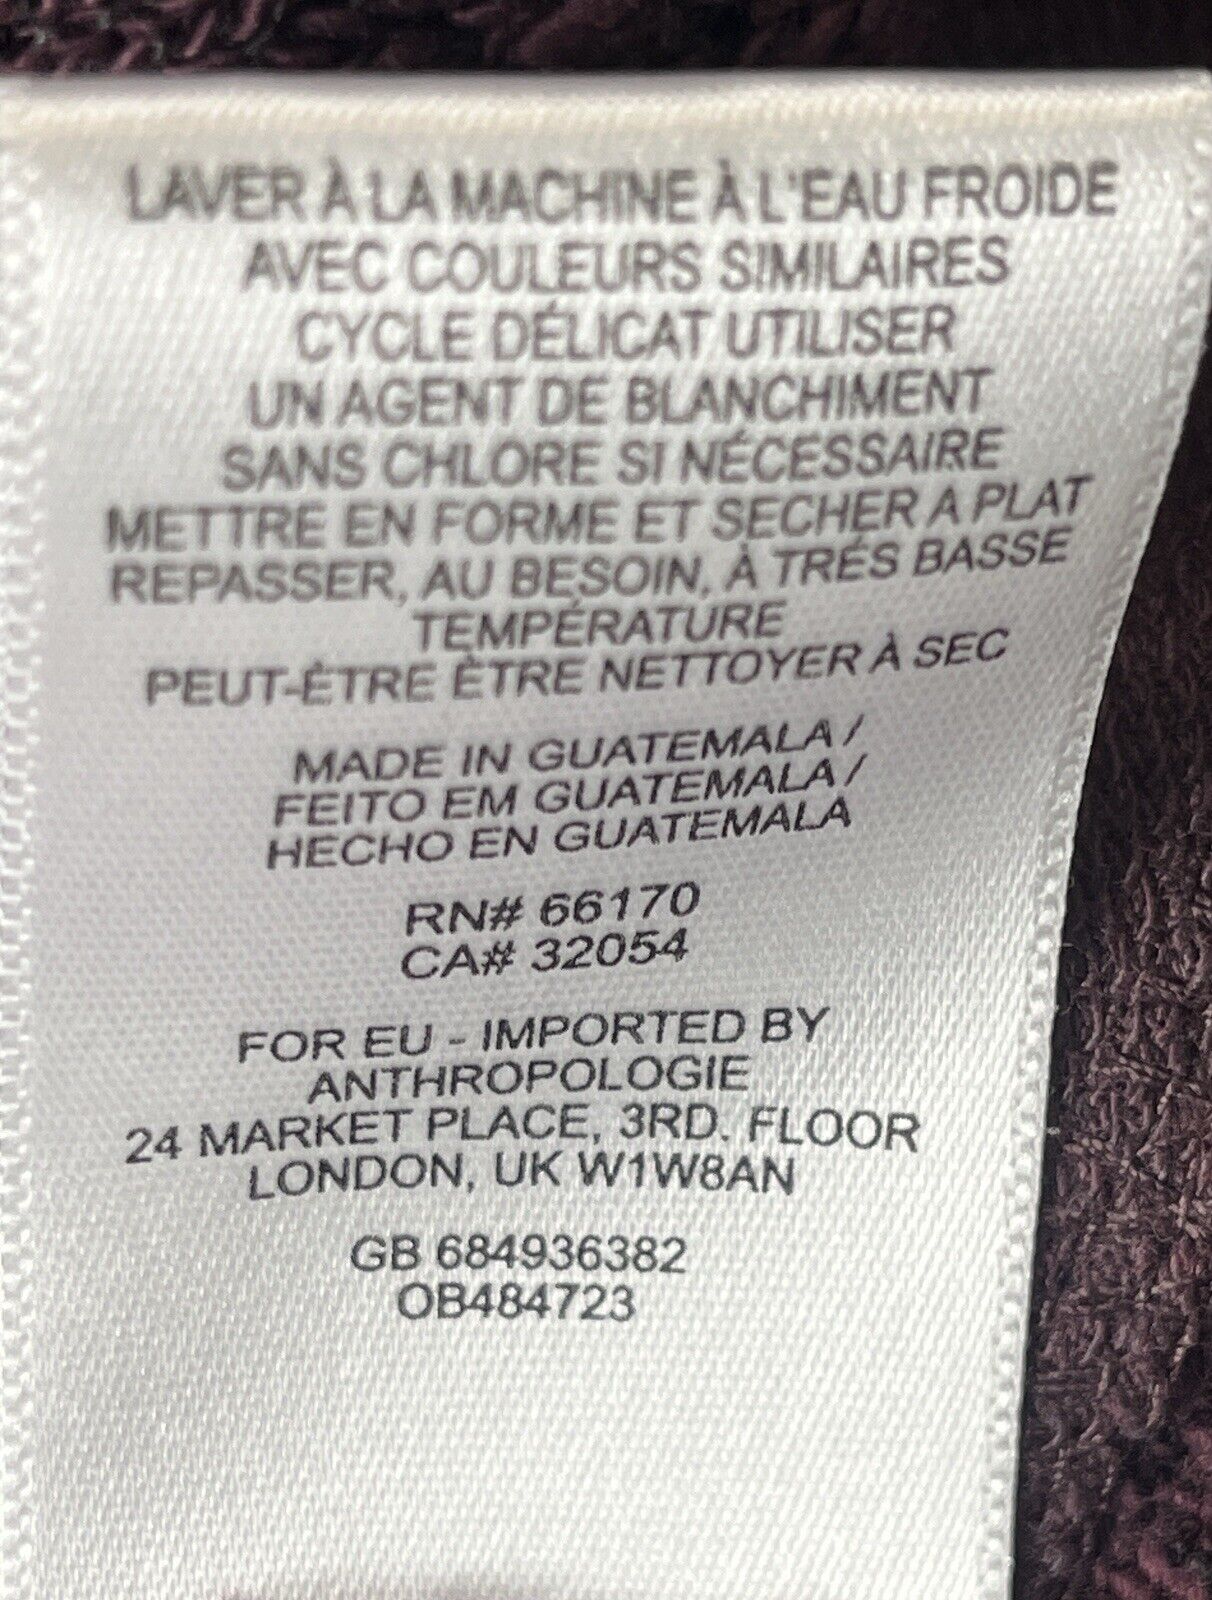 LAVER À LA MACHINE À L'EAU FROIDE
AVEC COULEURS SIMILAIRES
CYCLE DÉLICAT UTILISER
UN AGENT DE BLANCHIMENT
SANS CHLORE SI NÉCESSAIRE
METTRE EN FORME ET SECHER A PLAT
REPASSER, AU BESOIN, À TRÉS BASSE
TEMPÉRATURE
PEUT-ÊTRE ÊTRE NETTOYER À SEC
MADE IN GUATEMALA /
FEITO EM GUATEMALA /
HECHO EN GUATEMALA
RN# 66170
CA# 32054
FOR EU - IMPORTED BY
ANTHROPOLOGIE
24 MARKET PLACE, 3RD. FLOOR
LONDON, UK W1W8AN
GB 684936382
OB484723